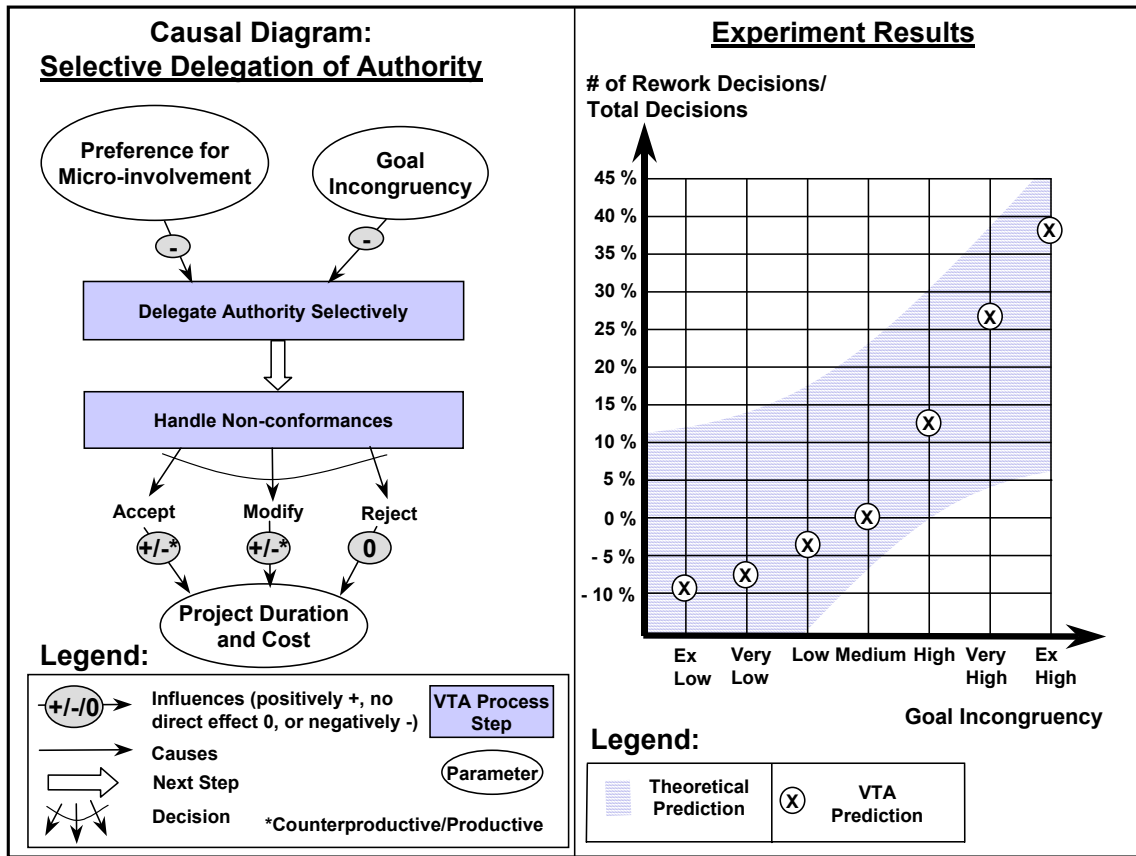 Causal Diagram:
Selective Delegation of Authority
Preference for
Micro-involvement
Goal
Incongruency
-
-
Delegate Authority Selectively
Handle Non-conformances
Accept
Modify
Reject
+/-*
+/-*
0
Project Duration
and Cost
Legend:
+/-/0
Influences (positively +, no
direct effect 0, or negatively -)
Causes
Next Step
Decision
VTA Process
Step
Parameter
*Counterproductive/Productive
Experiment Results
# of Rework Decisions/
Total Decisions
45 %
40 %
35 %
30 %
25 %
20 %
15 %
10 %
5 %
0 %
- 5 %
- 10 %
X
X
X
X
X
X
X
Ex
Low
Very
Low
Low
Medium
High
Very
High
Ex
High
Goal Incongruency
Legend:
Theoretical
Prediction
X
VTA
Prediction